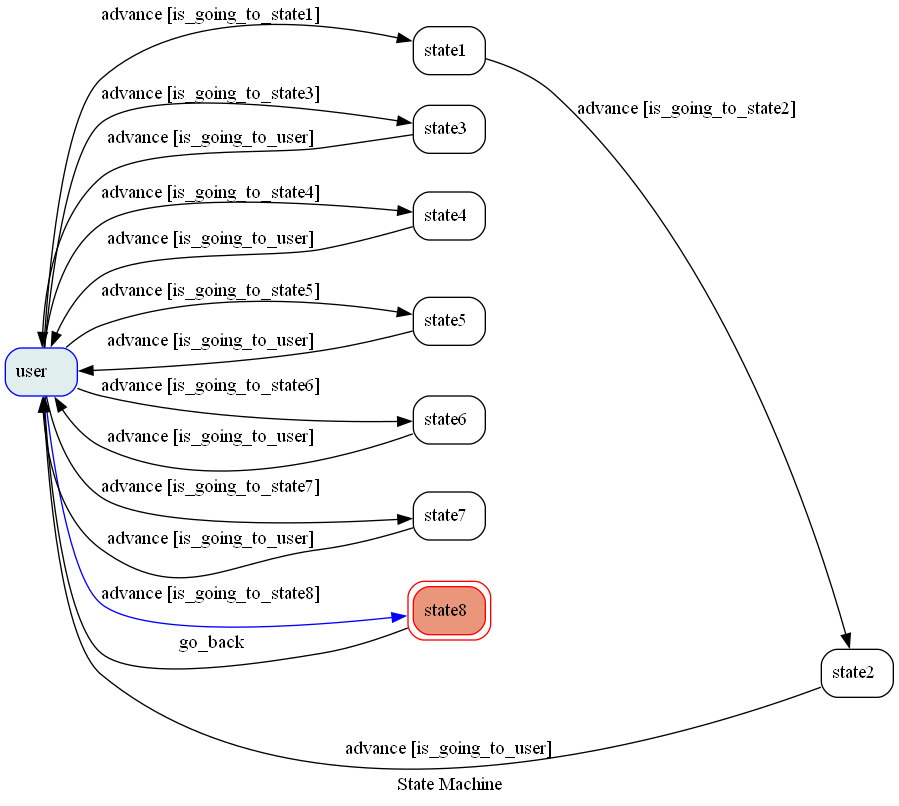 advance [is_going_to_state1]
state1
advance [is_going_to_state3]
advance [is_going_to_state2]
state3
advance [is_going_to_user]
advance [is_going_to_state4]
state4
advance [is_going_to_user]
advance [is_going_to_state5]
state5
advance [is_going_to_user]
user
advance [is_going_to_state6]
state6
advance [is_going_to_user]
advance [is_going_to_state7]
state7
advance [is_going_to_user]
advance [is_going_to_state8]
state8
go_back
state2
advance [is_going_to_user]
State Machine